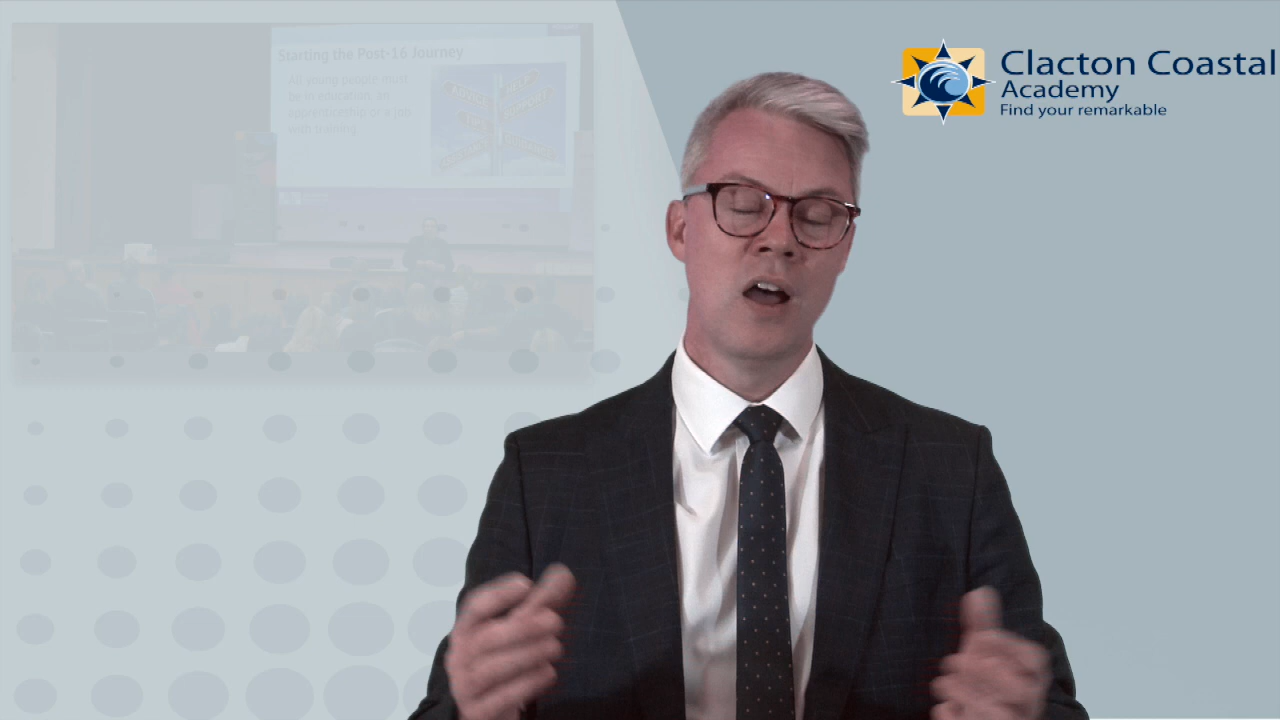 Starting the Post-16 Journey
All young people must
be in education, an
apprenticeship or a job
with training.
Clacton Coastal
Academy
Find your remarkable